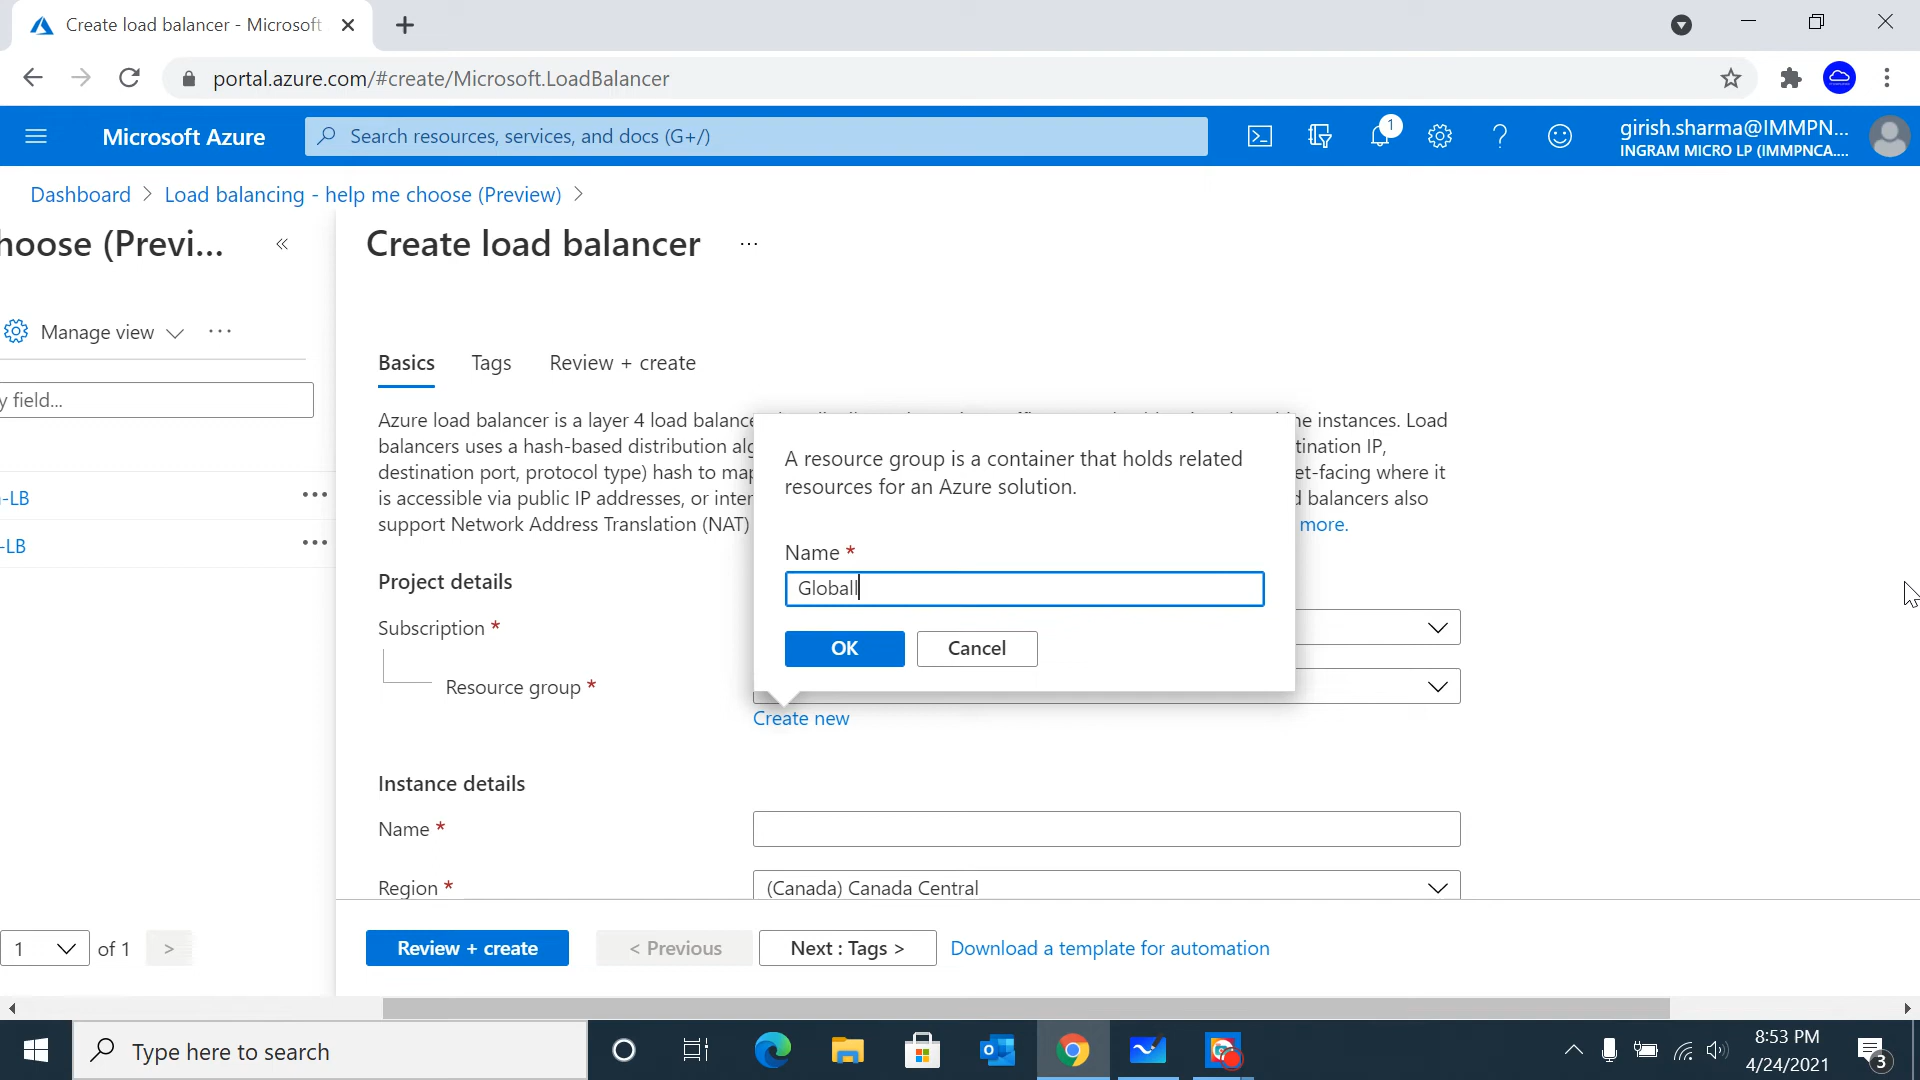 Create load balancer - Microsoft
portal.azure.com/#create/Microsoft.LoadBalancer
Microsoft Azure
Search resources, services, and docs (G+/)
1
girish.sharma@IMMPN...
INGRAM MICRO LP (IMMPNCA....
Dashboard > Load balancing - help me choose (Preview) >
hoose (Previ... «
Create load balancer ...
Manage view ...
Basics Tags Review + create
y field...
Azure load balancer is a layer 4 load balance
he instances. Load
balancers uses a hash-based distribution alg
tination IP,
destination port, protocol type) hash to map
et-facing where it
is accessible via public IP addresses, or inter
d balancers also
support Network Address Translation (NAT)
more.
-LB ...
-LB ...
A resource group is a container that holds related
resources for an Azure solution.
Name *
Globall
OK Cancel
Project details
Subscription *
Resource group *
Create new
Instance details
Name *
Region *
(Canada) Canada Central
1 of 1 >
Review + create < Previous Next : Tags > Download a template for automation
Type here to search
8:53 PM
4/24/2021
3